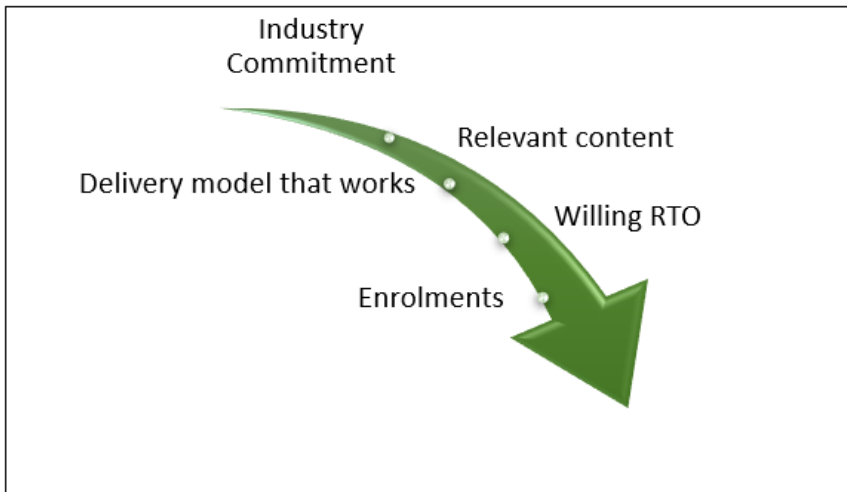 Industry
Commitment
Relevant content
Delivery model that works
Willing RTO
Enrolments